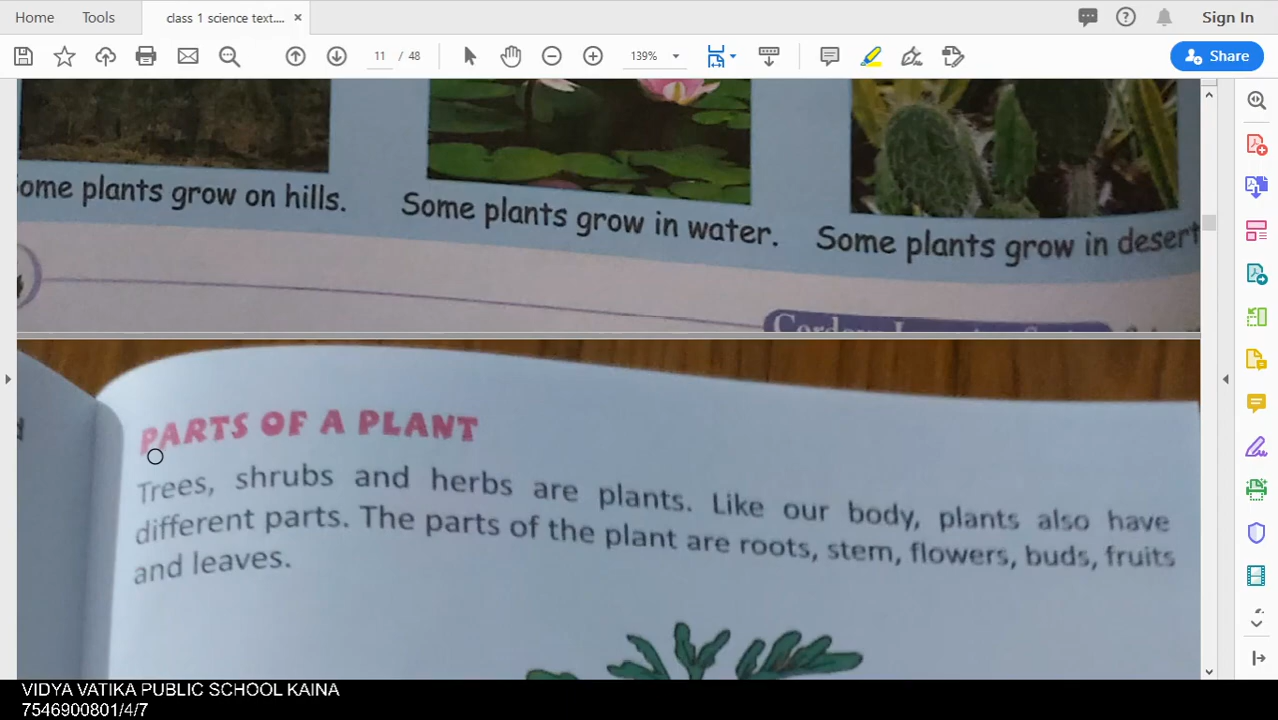 Home Tools class 1 science text.... × Sign In
11 / 48 139% Share
ome plants grow on hills. Some plants grow in water. Some plants grow in desert
PARTS OF A PLANT
Trees, shrubs and herbs are plants. Like our body, plants also have
different parts. The parts of the plant are roots, stem, flowers, buds, fruits
and leaves.
VIDYA VATIKA PUBLIC SCHOOL KAINA
7546900801/4/7